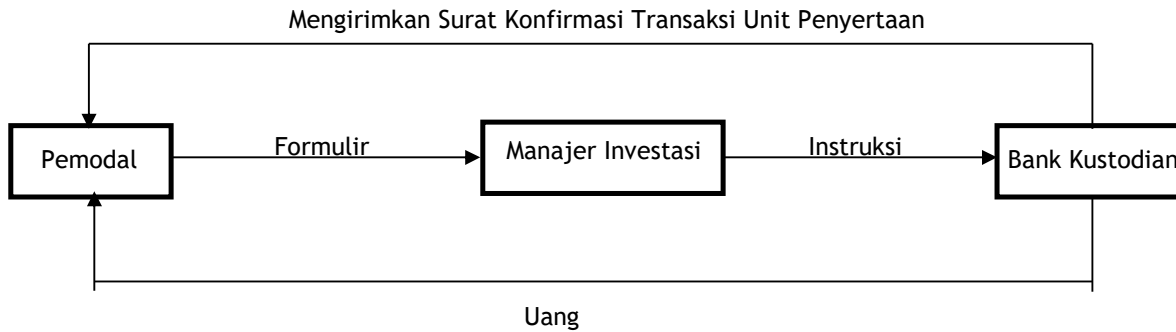 Mengirimkan Surat Konfirmasi Transaksi Unit Penyertaan
Pemodal
Formulir
Manajer Investasi
Instruksi
Bank Kustodian
Uang